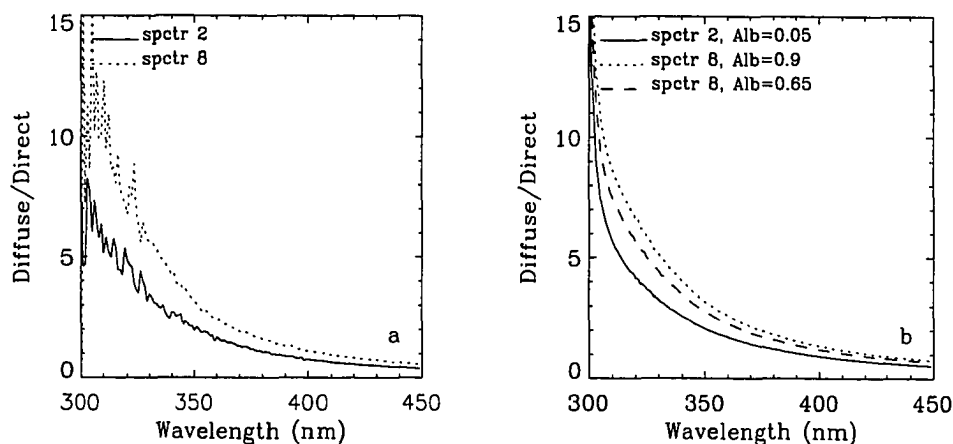 15
10
5
0
Diffuse/Direct
spctr 2
spctr 8
a
300
350
400
450
Wavelength (nm)
15
10
5
0
Diffuse/Direct
spctr 2, Alb=0.05
spctr 8, Alb=0.9
spctr 8, Alb=0.65
b
300
350
400
450
Wavelength (nm)